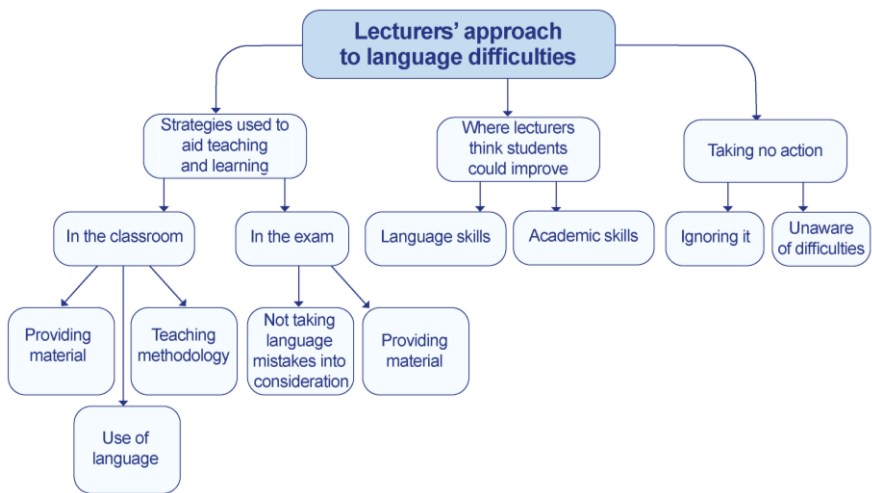 Lecturers’ approach
to language difficulties
Strategies used to
aid teaching
and learning
Where lecturers
think students
could improve
Taking no action
In the classroom
In the exam
Language skills
Academic skills
Ignoring it
Unaware
of difficulties
Providing
material
Teaching
methodology
Not taking
language
mistakes into
consideration
Providing
material
Use of
language